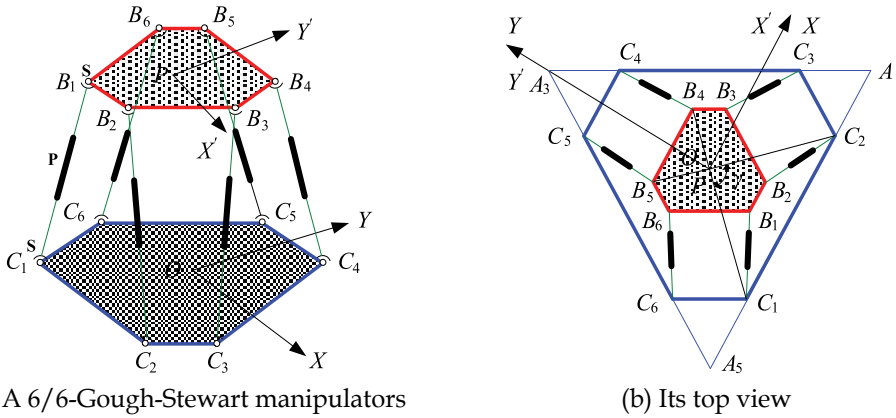 B6 B5
Y′
B1 S P B4
B2 B3
X′
P
C6 C5 Y
S
C1 O C4
X
C2 C3
A 6/6-Gough-Stewart manipulators
Y X′ X
C4 C3
Y′ A3 A
B4 B3
C5 O C2
P γ
B5 B2
B6 B1
C6 C1
A5
(b) Its top view